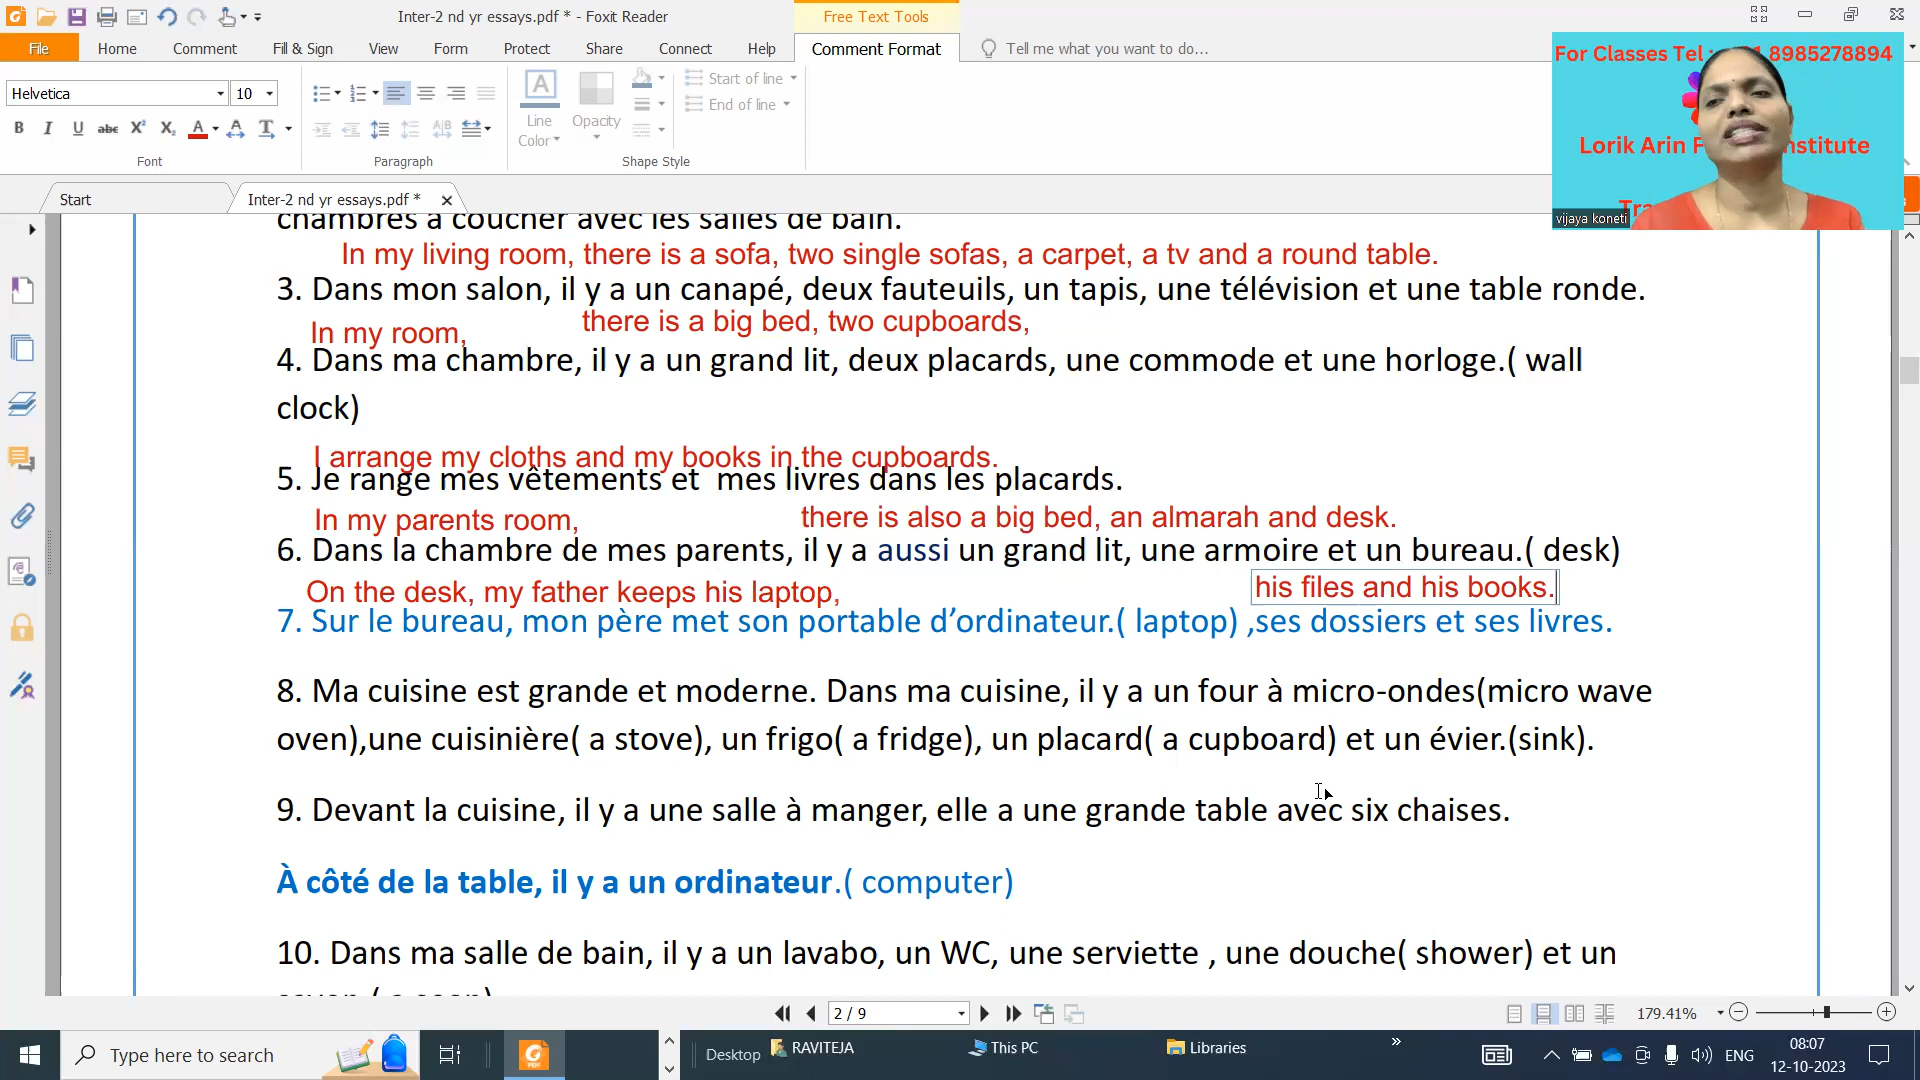 Inter-2 nd yr essays.pdf * - Foxit Reader
Free Text Tools
File Home Comment Fill & Sign View Form Protect Share Connect Help Comment Format Tell me what you want to do...
For Classes Tel : 8985278894
Helvetica 10
Start of line
End of line
B I U abc X² X₂ A A T
Line Color
Opacity
Font Paragraph Shape Style
Lorik Arin
vijaya koneti
Start Inter-2 nd yr essays.pdf *
chambres à coucher avec les salles de bain.
In my living room, there is a sofa, two single sofas, a carpet, a tv and a round table.
3. Dans mon salon, il y a un canapé, deux fauteuils, un tapis, une télévision et une table ronde.
In my room, there is a big bed, two cupboards,
4. Dans ma chambre, il y a un grand lit, deux placards, une commode et une horloge.( wall
clock)
I arrange my cloths and my books in the cupboards.
5. Je range mes vêtements et mes livres dans les placards.
In my parents room, there is also a big bed, an almarah and desk.
6. Dans la chambre de mes parents, il y a aussi un grand lit, une armoire et un bureau.( desk)
On the desk, my father keeps his laptop, his files and his books.
7. Sur le bureau, mon père met son portable d’ordinateur.( laptop) ,ses dossiers et ses livres.
8. Ma cuisine est grande et moderne. Dans ma cuisine, il y a un four à micro-ondes(micro wave
oven),une cuisinière( a stove), un frigo( a fridge), un placard( a cupboard) et un évier.(sink).
9. Devant la cuisine, il y a une salle à manger, elle a une grande table avec six chaises.
À côté de la table, il y a un ordinateur.( computer)
10. Dans ma salle de bain, il y a un lavabo, un WC, une serviette , une douche( shower) et un
2 / 9
179.41%
Type here to search
Desktop RAVITEJA This PC Libraries »
ENG
08:07
12-10-2023